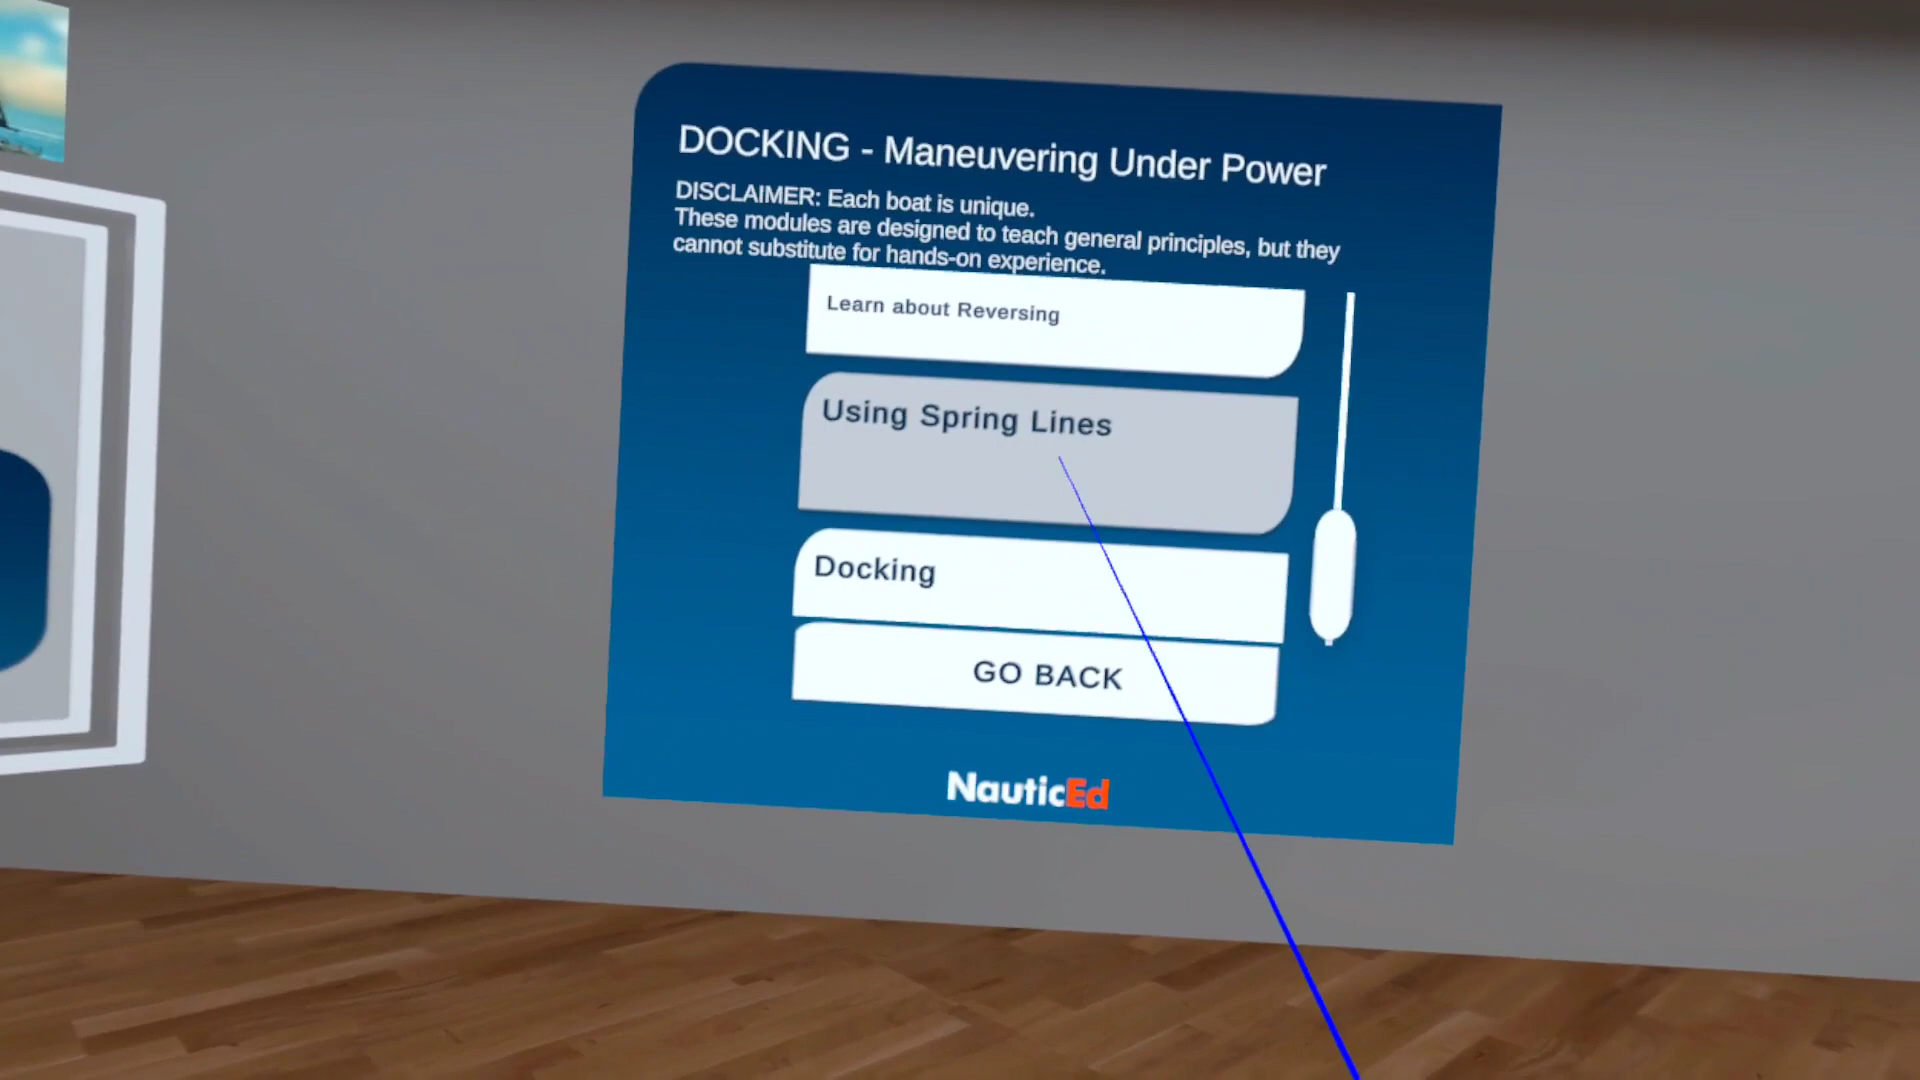 DOCKING - Maneuvering Under Power
DISCLAIMER: Each boat is unique.
These modules are designed to teach general principles, but they
cannot substitute for hands-on experience.
Learn about Reversing
Using Spring Lines
Docking
GO BACK
NauticEd